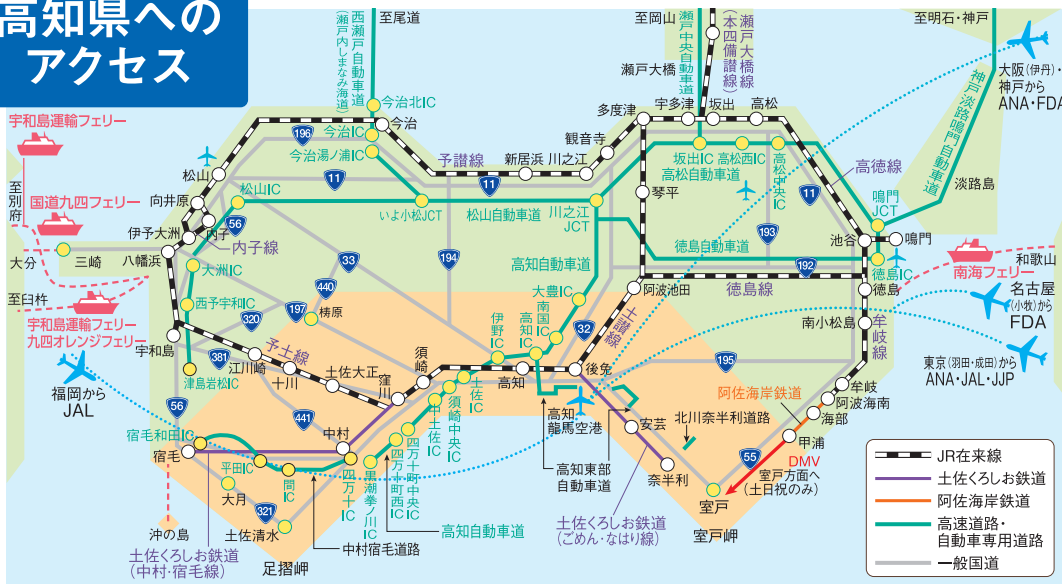 高知県への
アクセス
至尾道
西瀬戸自動車道
(瀬戸内しまなみ海道)
至岡山
瀬戸中央自動車道
瀬戸大橋線
(本四備讃線)
瀬戸大橋
至明石・神戸
神戸淡路鳴門自動車道
淡路島
大阪(伊丹)・
神戸から
ANA・FDA
宇和島運輸フェリー
至別府
国道九四フェリー
大分
三崎
至臼杵
宇和島運輸フェリー
九四オレンジフェリー
福岡から
JAL
今治北IC
今治IC
今治
今治湯ノ浦IC
196
松山
松山IC
11
予讃線
新居浜
川之江
11
観音寺
多度津
宇多津
坂出
高松
坂出IC
高松西IC
高松中央IC
高松自動車道
高徳線
11
鳴門JCT
向井原
56
内子
内子線
伊予大洲
八幡浜
大洲IC
いよ小松JCT
松山自動車道
川之江JCT
琴平
193
徳島自動車道
池谷
鳴門
徳島IC
和歌山
南海フェリー
徳島
名古屋
(小牧)から
FDA
33
194
高知自動車道
192
徳島線
阿波池田
440
197
梼原
320
西予宇和IC
大豊IC
南国IC
高知IC
伊野IC
32
土讃線
南小松島
牟岐線
東京(羽田・成田)から
ANA・JAL・JJP
宇和島
予土線
381
江川崎
十川
土佐大正
窪川
須崎
土佐IC
高知
後免
195
阿佐海岸鉄道
牟岐
阿波海南
海部
津島岩松IC
56
441
須崎中央IC
中土佐IC
高知龍馬空港
安芸
北川奈半利道路
甲浦
宿毛和田IC
宿毛
中村
四万十町中央IC
四万十町西IC
黒潮拳ノ川IC
高知東部
自動車道
奈半利
55
DMV
室戸方面へ
(土日祝のみ)
平田IC
大月
間IC
四万十IC
321
室戸
室戸岬
沖の島
土佐清水
高知自動車道
土佐くろしお鉄道
(ごめん・なはり線)
土佐くろしお鉄道
(中村・宿毛線)
中村宿毛道路
足摺岬
JR在来線
土佐くろしお鉄道
阿佐海岸鉄道
高速道路・
自動車専用道路
一般国道